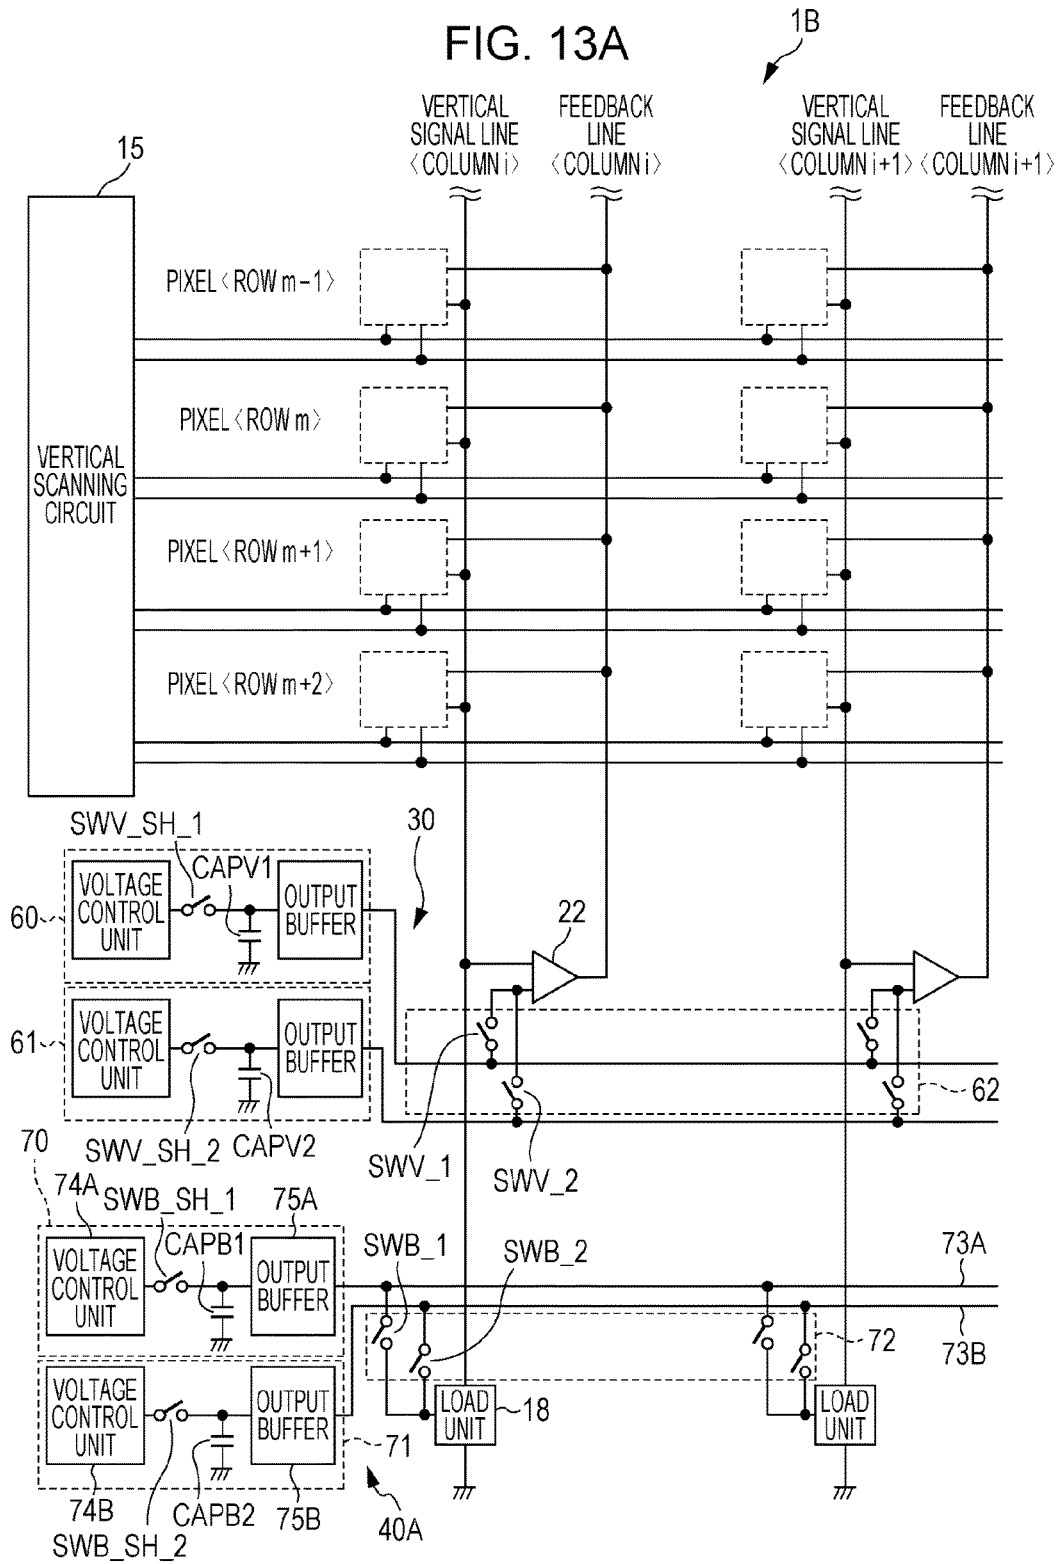 FIG. 13A
1B
VERTICAL
SIGNAL LINE
〈COLUMN i〉
FEEDBACK
LINE
〈COLUMN i〉
VERTICAL
SIGNAL LINE
〈COLUMN i+1〉
FEEDBACK
LINE
〈COLUMN i+1〉
15
VERTICAL
SCANNING
CIRCUIT
PIXEL〈ROW m−1〉
PIXEL〈ROW m〉
PIXEL〈ROW m+1〉
PIXEL〈ROW m+2〉
SWV_SH_1
CAPV1
30
60
VOLTAGE
CONTROL
UNIT
OUTPUT
BUFFER
22
61
VOLTAGE
CONTROL
UNIT
OUTPUT
BUFFER
62
SWV_SH_2
CAPV2
SWV_1
SWV_2
70
74A
SWB_SH_1
75A
CAPB1
SWB_1
SWB_2
73A
VOLTAGE
CONTROL
UNIT
OUTPUT
BUFFER
72
73B
VOLTAGE
CONTROL
UNIT
OUTPUT
BUFFER
71
LOAD
UNIT
18
LOAD
UNIT
74B
CAPB2
75B
40A
SWB_SH_2